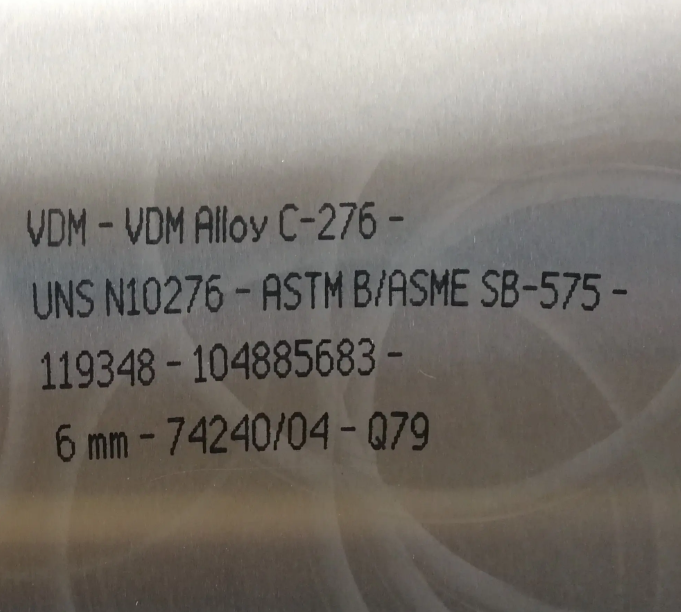 VDM - VDM Alloy C-276 -
UNS N10276 - ASTM B/ASME SB-575 -
119348 - 104885683 -
6 mm - 74240/04 - Q79